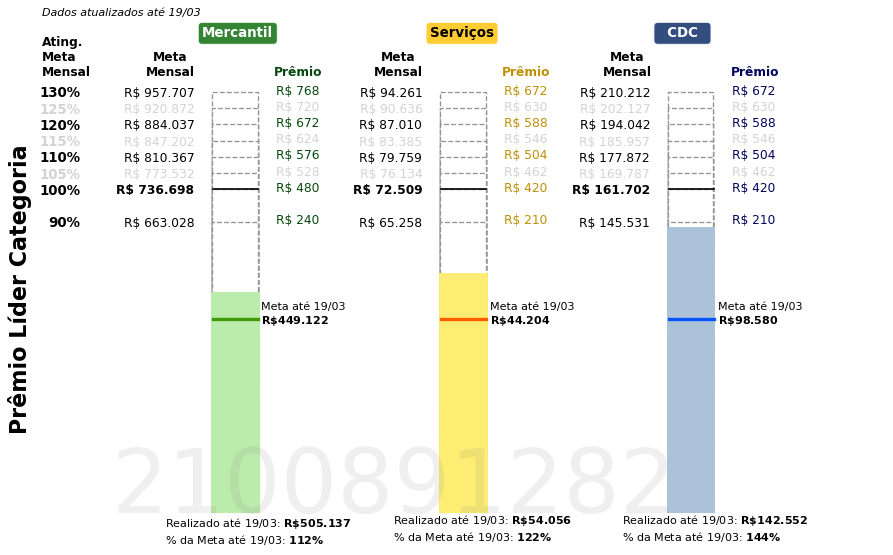 Dados atualizados até 19/03
Mercantil Serviços CDC
Ating.
Meta
Mensal
Meta
Mensal
Prêmio
Meta
Mensal
Prêmio
Meta
Mensal
Prêmio
130% R$ 957.707 R$ 768 R$ 94.261 R$ 672 R$ 210.212 R$ 672
125% R$ 920.872 R$ 720 R$ 90.636 R$ 630 R$ 202.127 R$ 630
120% R$ 884.037 R$ 672 R$ 87.010 R$ 588 R$ 194.042 R$ 588
115% R$ 847.202 R$ 624 R$ 83.385 R$ 546 R$ 185.957 R$ 546
110% R$ 810.367 R$ 576 R$ 79.759 R$ 504 R$ 177.872 R$ 504
105% R$ 773.532 R$ 528 R$ 76.134 R$ 462 R$ 169.787 R$ 462
100% R$ 736.698 R$ 480 R$ 72.509 R$ 420 R$ 161.702 R$ 420
90% R$ 663.028 R$ 240 R$ 65.258 R$ 210 R$ 145.531 R$ 210
Prêmio Líder Categoria
Meta até 19/03
R$449.122
Meta até 19/03
R$44.204
Meta até 19/03
R$98.580
2100891282
Realizado até 19/03: R$505.137
% da Meta até 19/03: 112%
Realizado até 19/03: R$54.056
% da Meta até 19/03: 122%
Realizado até 19/03: R$142.552
% da Meta até 19/03: 144%